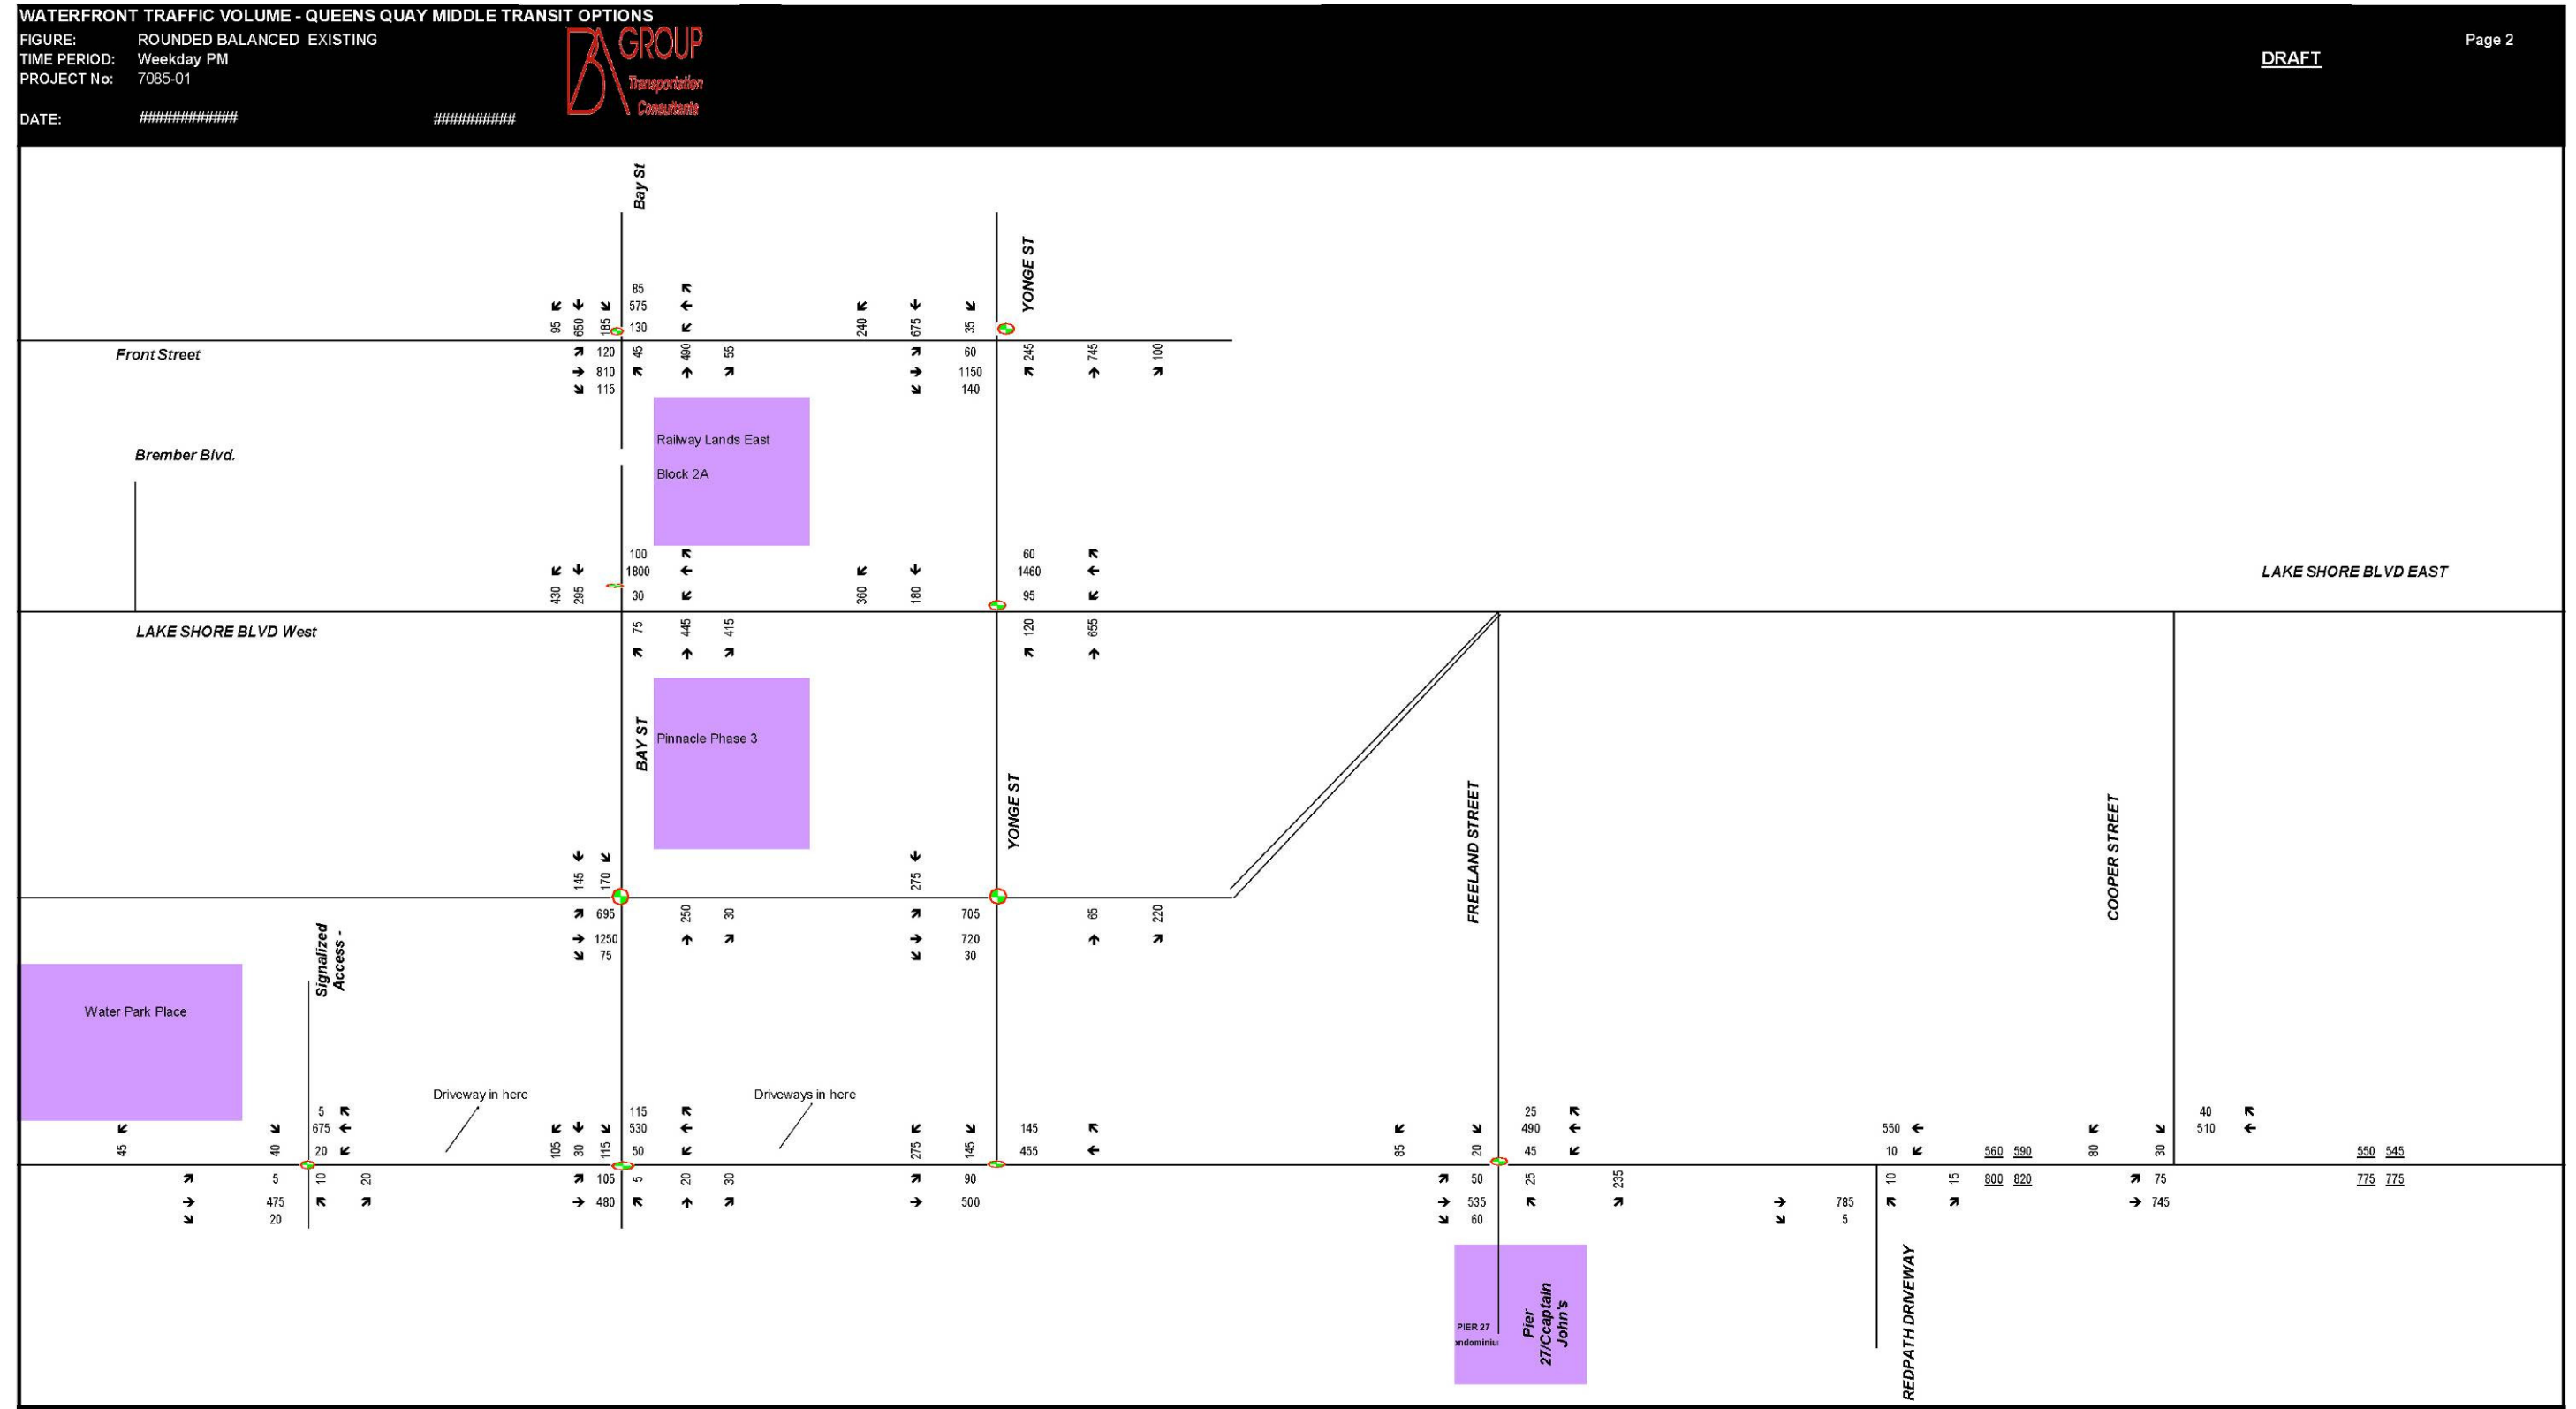 WATERFRONT TRAFFIC VOLUME - QUEENS QUAY MIDDLE TRANSIT OPTIONS
FIGURE: ROUNDED BALANCED EXISTING
TIME PERIOD: Weekday PM
PROJECT No: 7085-01
DATE: ############ ##########
BA GROUP
Transportation
Consultants
DRAFT
Page 2
Bay St
YONGE ST
85 ↖
↙ ↓ ↘ 575 ← ↙ ↓ ↘
95 650 185 130 ↙ 240 675 35
Front Street
↗ 120 45 490 55 ↗ 60 245 745 100
→ 810 ↖ ↑ ↗ → 1150 ↖ ↑ ↗
↘ 115 ↘ 140
Railway Lands East
Block 2A
Brember Blvd.
100 ↖ 60 ↖
↙ ↓ 1800 ← ↙ ↓ 1460 ←
430 295 30 ↙ 360 180 95 ↙
LAKE SHORE BLVD EAST
LAKE SHORE BLVD West
75 445 415 120 655
↖ ↑ ↗ ↖ ↑
BAY ST
Pinnacle Phase 3
YONGE ST
FREELAND STREET
COOPER STREET
↓ ↘ ↓
145 170 275
↗ 695 250 30 ↗ 705 65 220
→ 1250 ↑ ↗ → 720 ↑ ↗
↘ 75 ↘ 30
Signalized
Access -
Water Park Place
Driveway in here
Driveways in here
5 ↖ 115 ↖ 25 ↖ 40 ↖
↙ ↘ 675 ← ↙ ↓ ↘ 530 ← ↙ ↘ 145 ↖ ↙ ↘ 490 ← 550 ← ↙ ↘ 510 ←
45 40 20 ↙ 105 30 115 50 ↙ 275 145 455 ← 85 20 45 ↙ 10 ↙ 560 590 80 30 550 545
↗ 5 10 20 ↗ 105 5 20 30 ↗ 90 ↗ 50 25 235 10 15 800 820 ↗ 75 775 775
→ 475 ↖ ↗ → 480 ↖ ↑ ↗ → 500 → 535 ↖ ↗ → 785 ↖ ↗ → 745
↘ 20 ↘ 60 ↘ 5
PIER 27
ondominiu
Pier
27/Ccaptain
John's
REDPATH DRIVEWAY